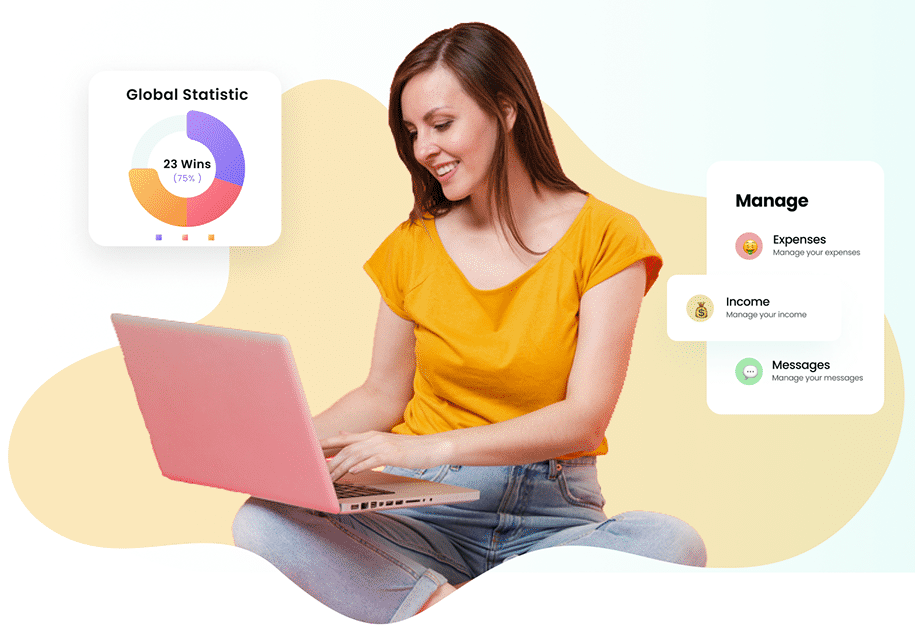 Global Statistic
23 Wins
(75% )
Manage
Expenses
Manage your expenses
Income
Manage your income
Messages
Manage your messages